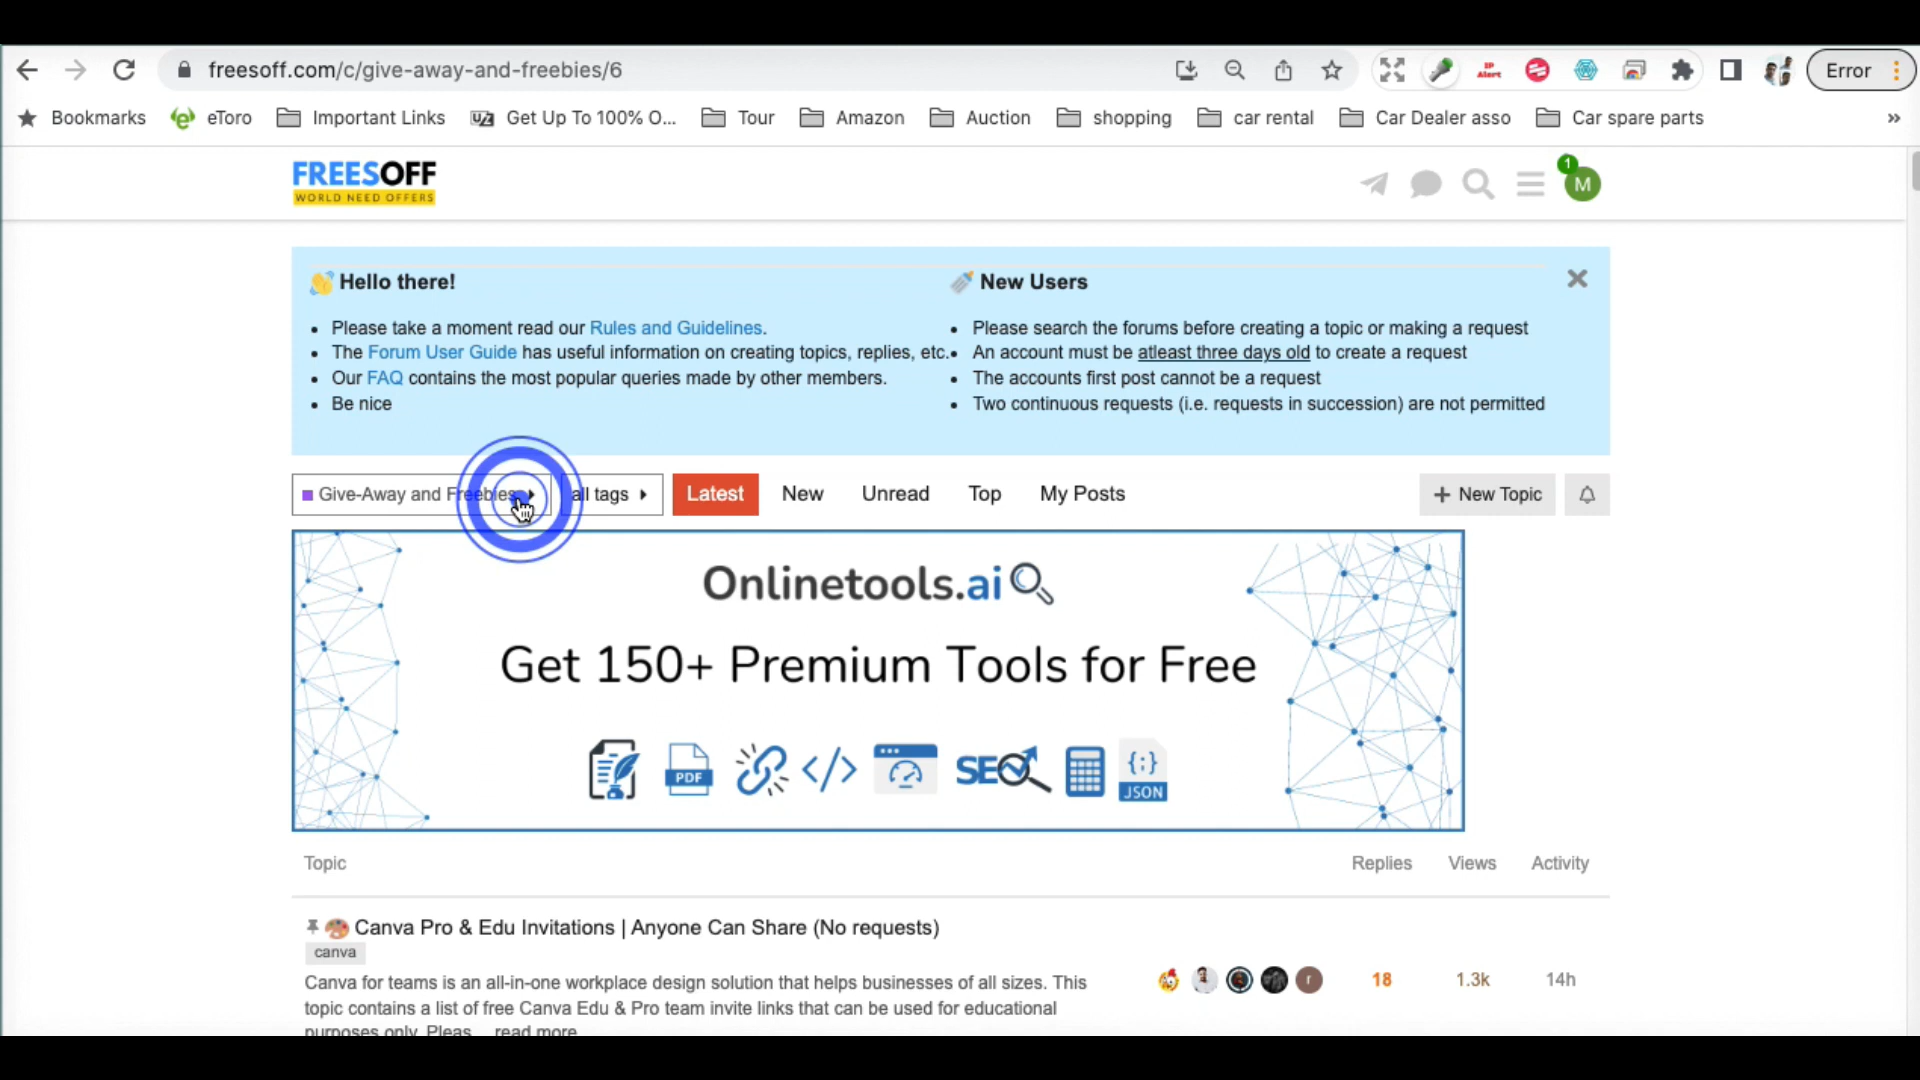 freesoff.com/c/give-away-and-freebies/6
IP Alert
Error
Bookmarks
eToro
Important Links
Get Up To 100% O...
Tour
Amazon
Auction
shopping
car rental
Car Dealer asso
Car spare parts
»
FREESOFF
WORLD NEED OFFERS
1
M
Hello there!
Please take a moment read our Rules and Guidelines.
The Forum User Guide has useful information on creating topics, replies, etc.
Our FAQ contains the most popular queries made by other members.
Be nice
New Users
Please search the forums before creating a topic or making a request
An account must be atleast three days old to create a request
The accounts first post cannot be a request
Two continuous requests (i.e. requests in succession) are not permitted
Give-Away and Freebies
all tags
Latest
New
Unread
Top
My Posts
+ New Topic
Onlinetools.ai
Get 150+ Premium Tools for Free
PDF
</>
SEO
{:}
JSON
Topic
Replies
Views
Activity
Canva Pro & Edu Invitations | Anyone Can Share (No requests)
canva
Canva for teams is an all-in-one workplace design solution that helps businesses of all sizes. This
topic contains a list of free Canva Edu & Pro team invite links that can be used for educational
purposes only. Pleas... read more
r
18
1.3k
14h